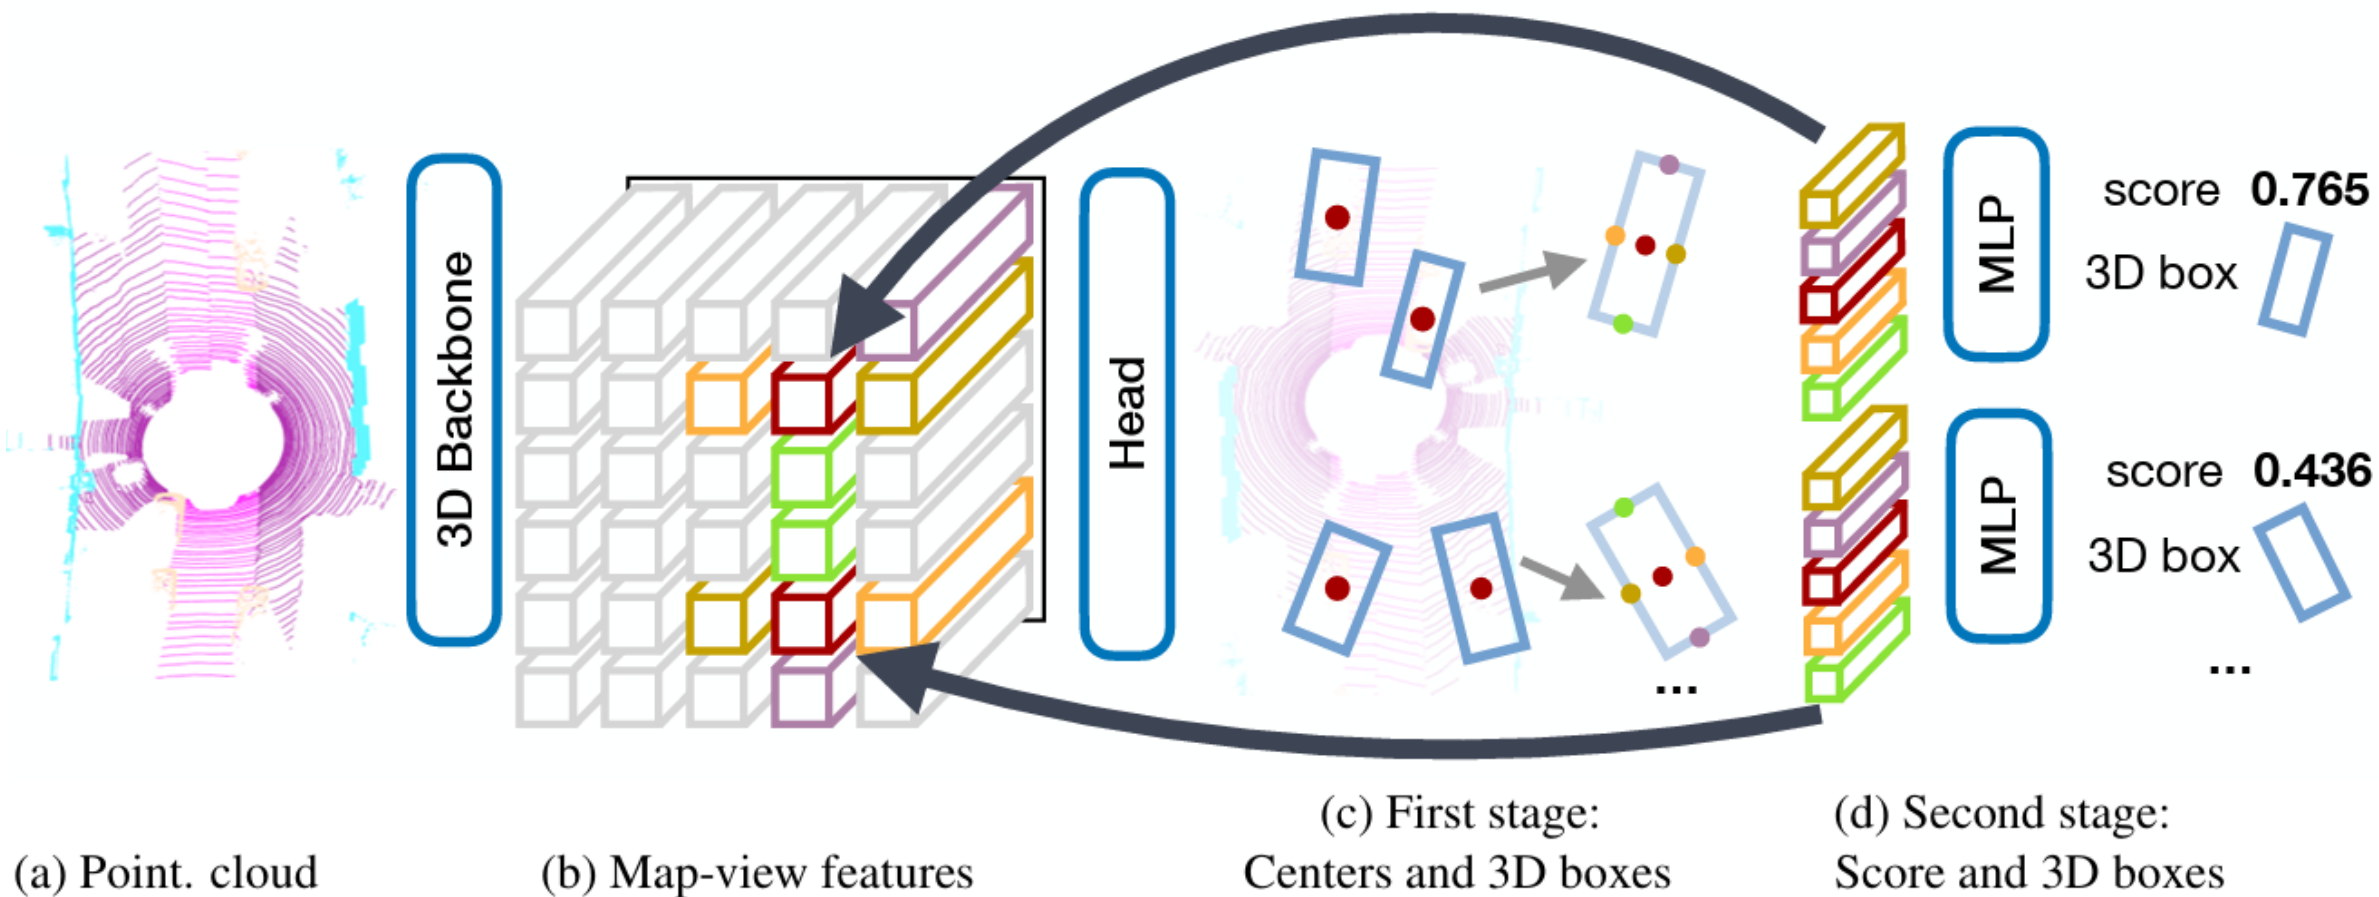 3D Backbone
Head
MLP
score 0.765
3D box
MLP
score 0.436
3D box
...
...
(a) Point. cloud
(b) Map-view features
(c) First stage:
Centers and 3D boxes
(d) Second stage:
Score and 3D boxes